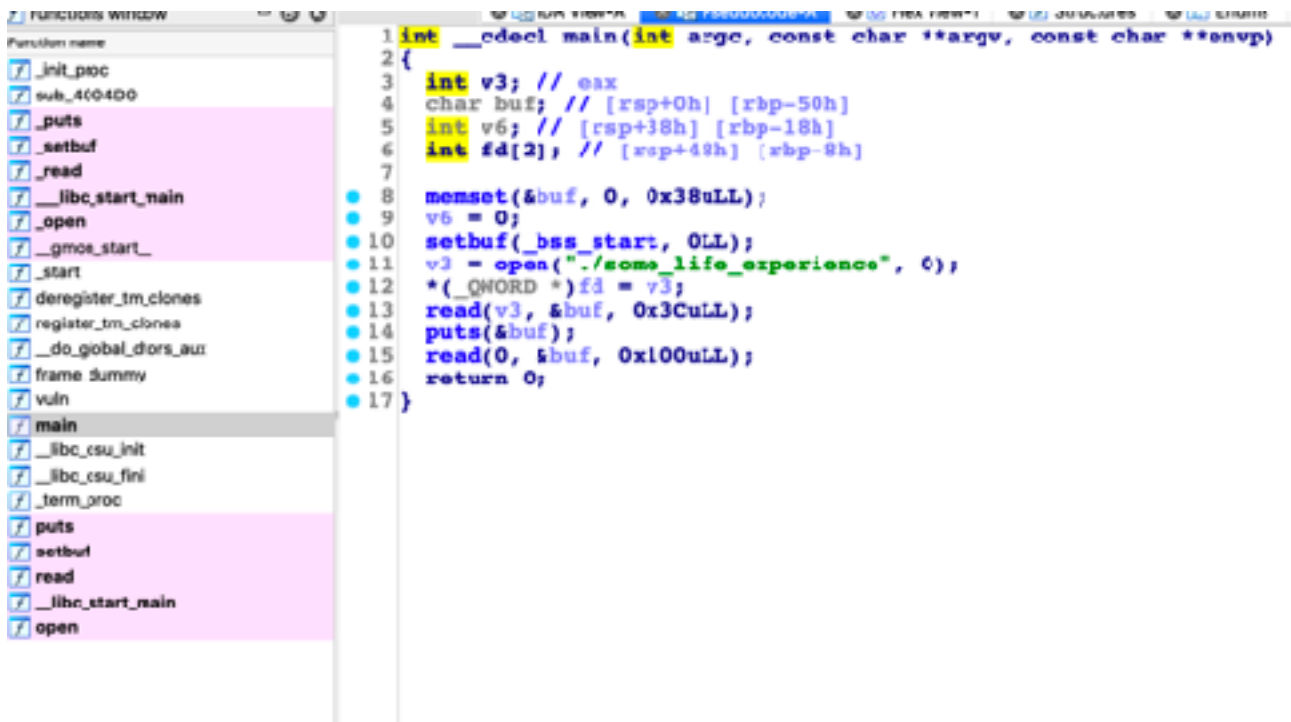 Functions window
IDA View-A Pseudocode-A Hex View-1 Structures Enums
Function name
_init_proc
sub_4004D0
_puts
_setbuf
_read
__libc_start_main
_open
__gmon_start__
_start
deregister_tm_clones
register_tm_clones
__do_global_dtors_aux
frame_dummy
vuln
main
__libc_csu_init
__libc_csu_fini
_term_proc
puts
setbuf
read
__libc_start_main
open
1 int __cdecl main(int argc, const char **argv, const char **envp)
2 {
3 int v3; // eax
4 char buf; // [rsp+0h] [rbp-50h]
5 int v6; // [rsp+38h] [rbp-18h]
6 int fd[2]; // [rsp+48h] [rbp-8h]
7
8 memset(&buf, 0, 0x38uLL);
9 v6 = 0;
10 setbuf(_bss_start, 0LL);
11 v3 = open("./some_life_experience", 0);
12 *(_QWORD *)fd = v3;
13 read(v3, &buf, 0x3CuLL);
14 puts(&buf);
15 read(0, &buf, 0x100uLL);
16 return 0;
17 }